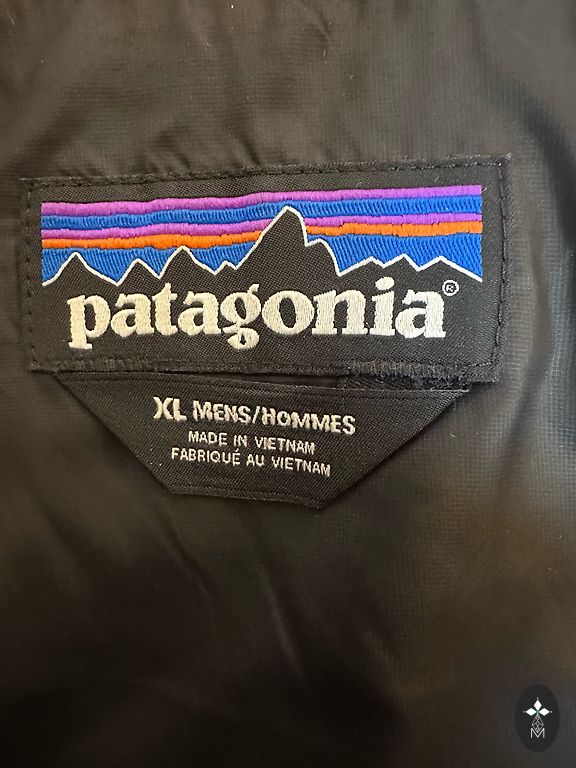 patagonia®
XL MENS/HOMMES
MADE IN VIETNAM
FABRIQUÉ AU VIETNAM
M